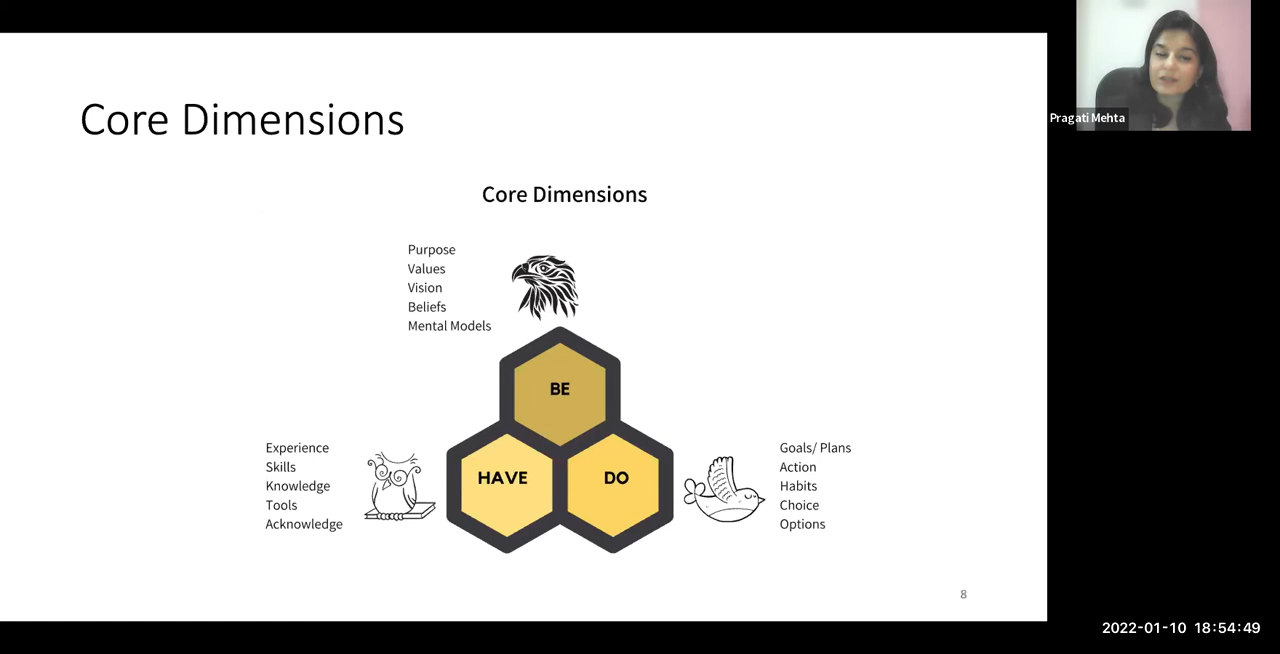 Core Dimensions
Core Dimensions
Purpose
Values
Vision
Beliefs
Mental Models
BE
Experience
Skills
Knowledge
Tools
Acknowledge
HAVE
DO
Goals/ Plans
Action
Habits
Choice
Options
8
Pragati Mehta
2022-01-10 18:54:49